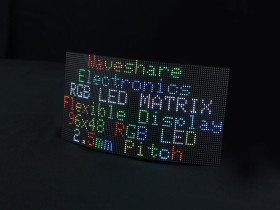 Waveshare
Electronics
RGB LED MATRIX
Flexible Display
96x48 RGB LED
2.5mm Pitch